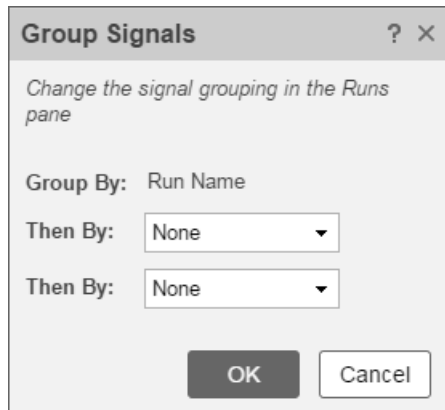 Group Signals ? ×
Change the signal grouping in the Runs
pane
Group By: Run Name
Then By: None
Then By: None
OK Cancel